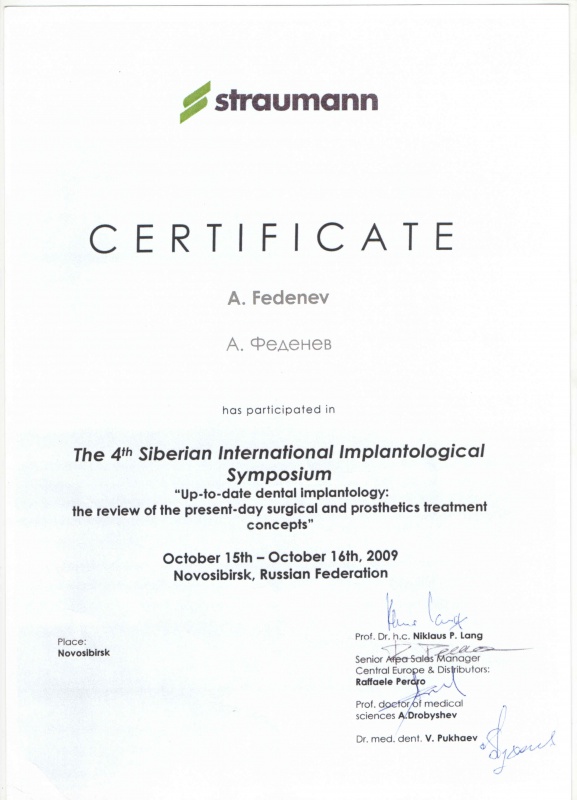 straumann
CERTIFICATE
A. Fedenev
А. Феденев
has participated in
The 4th Siberian International Implantological
Symposium
“Up-to-date dental implantology:
the review of the present-day surgical and prosthetics treatment
concepts”
October 15th – October 16th, 2009
Novosibirsk, Russian Federation
Place:
Novosibirsk
Prof. Dr. h.c. Niklaus P. Lang
Senior Area Sales Manager
Central Europe & Distributors:
Raffaele Perdro
Prof. doctor of medical
sciences A.Drobyshev
Dr. med. dent. V. Pukhaev